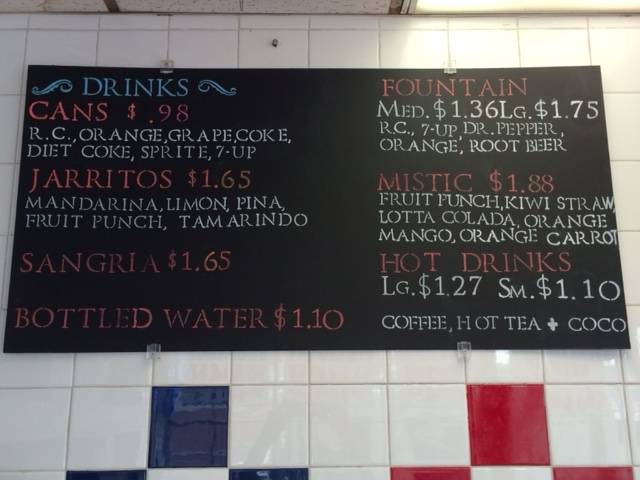 DRINKS
CANS $ .98
R.C., ORANGE, GRAPE, COKE,
DIET COKE, SPRITE, 7-UP
JARRITOS $1.65
MANDARINA, LIMON, PINA,
FRUIT PUNCH, TAMARINDO
SANGRIA $1.65
BOTTLED WATER $1.10
FOUNTAIN
MED. $1.36 LG. $1.75
RC., 7-UP, DR. PEPPER,
ORANGE, ROOT BEER
MISTIC $1.88
FRUIT PUNCH, KIWI STRAW
LOTTA COLADA, ORANGE
MANGO, ORANGE CARROT
HOT DRINKS
LG. $1.27 SM. $1.10
COFFEE, HOT TEA + COCO